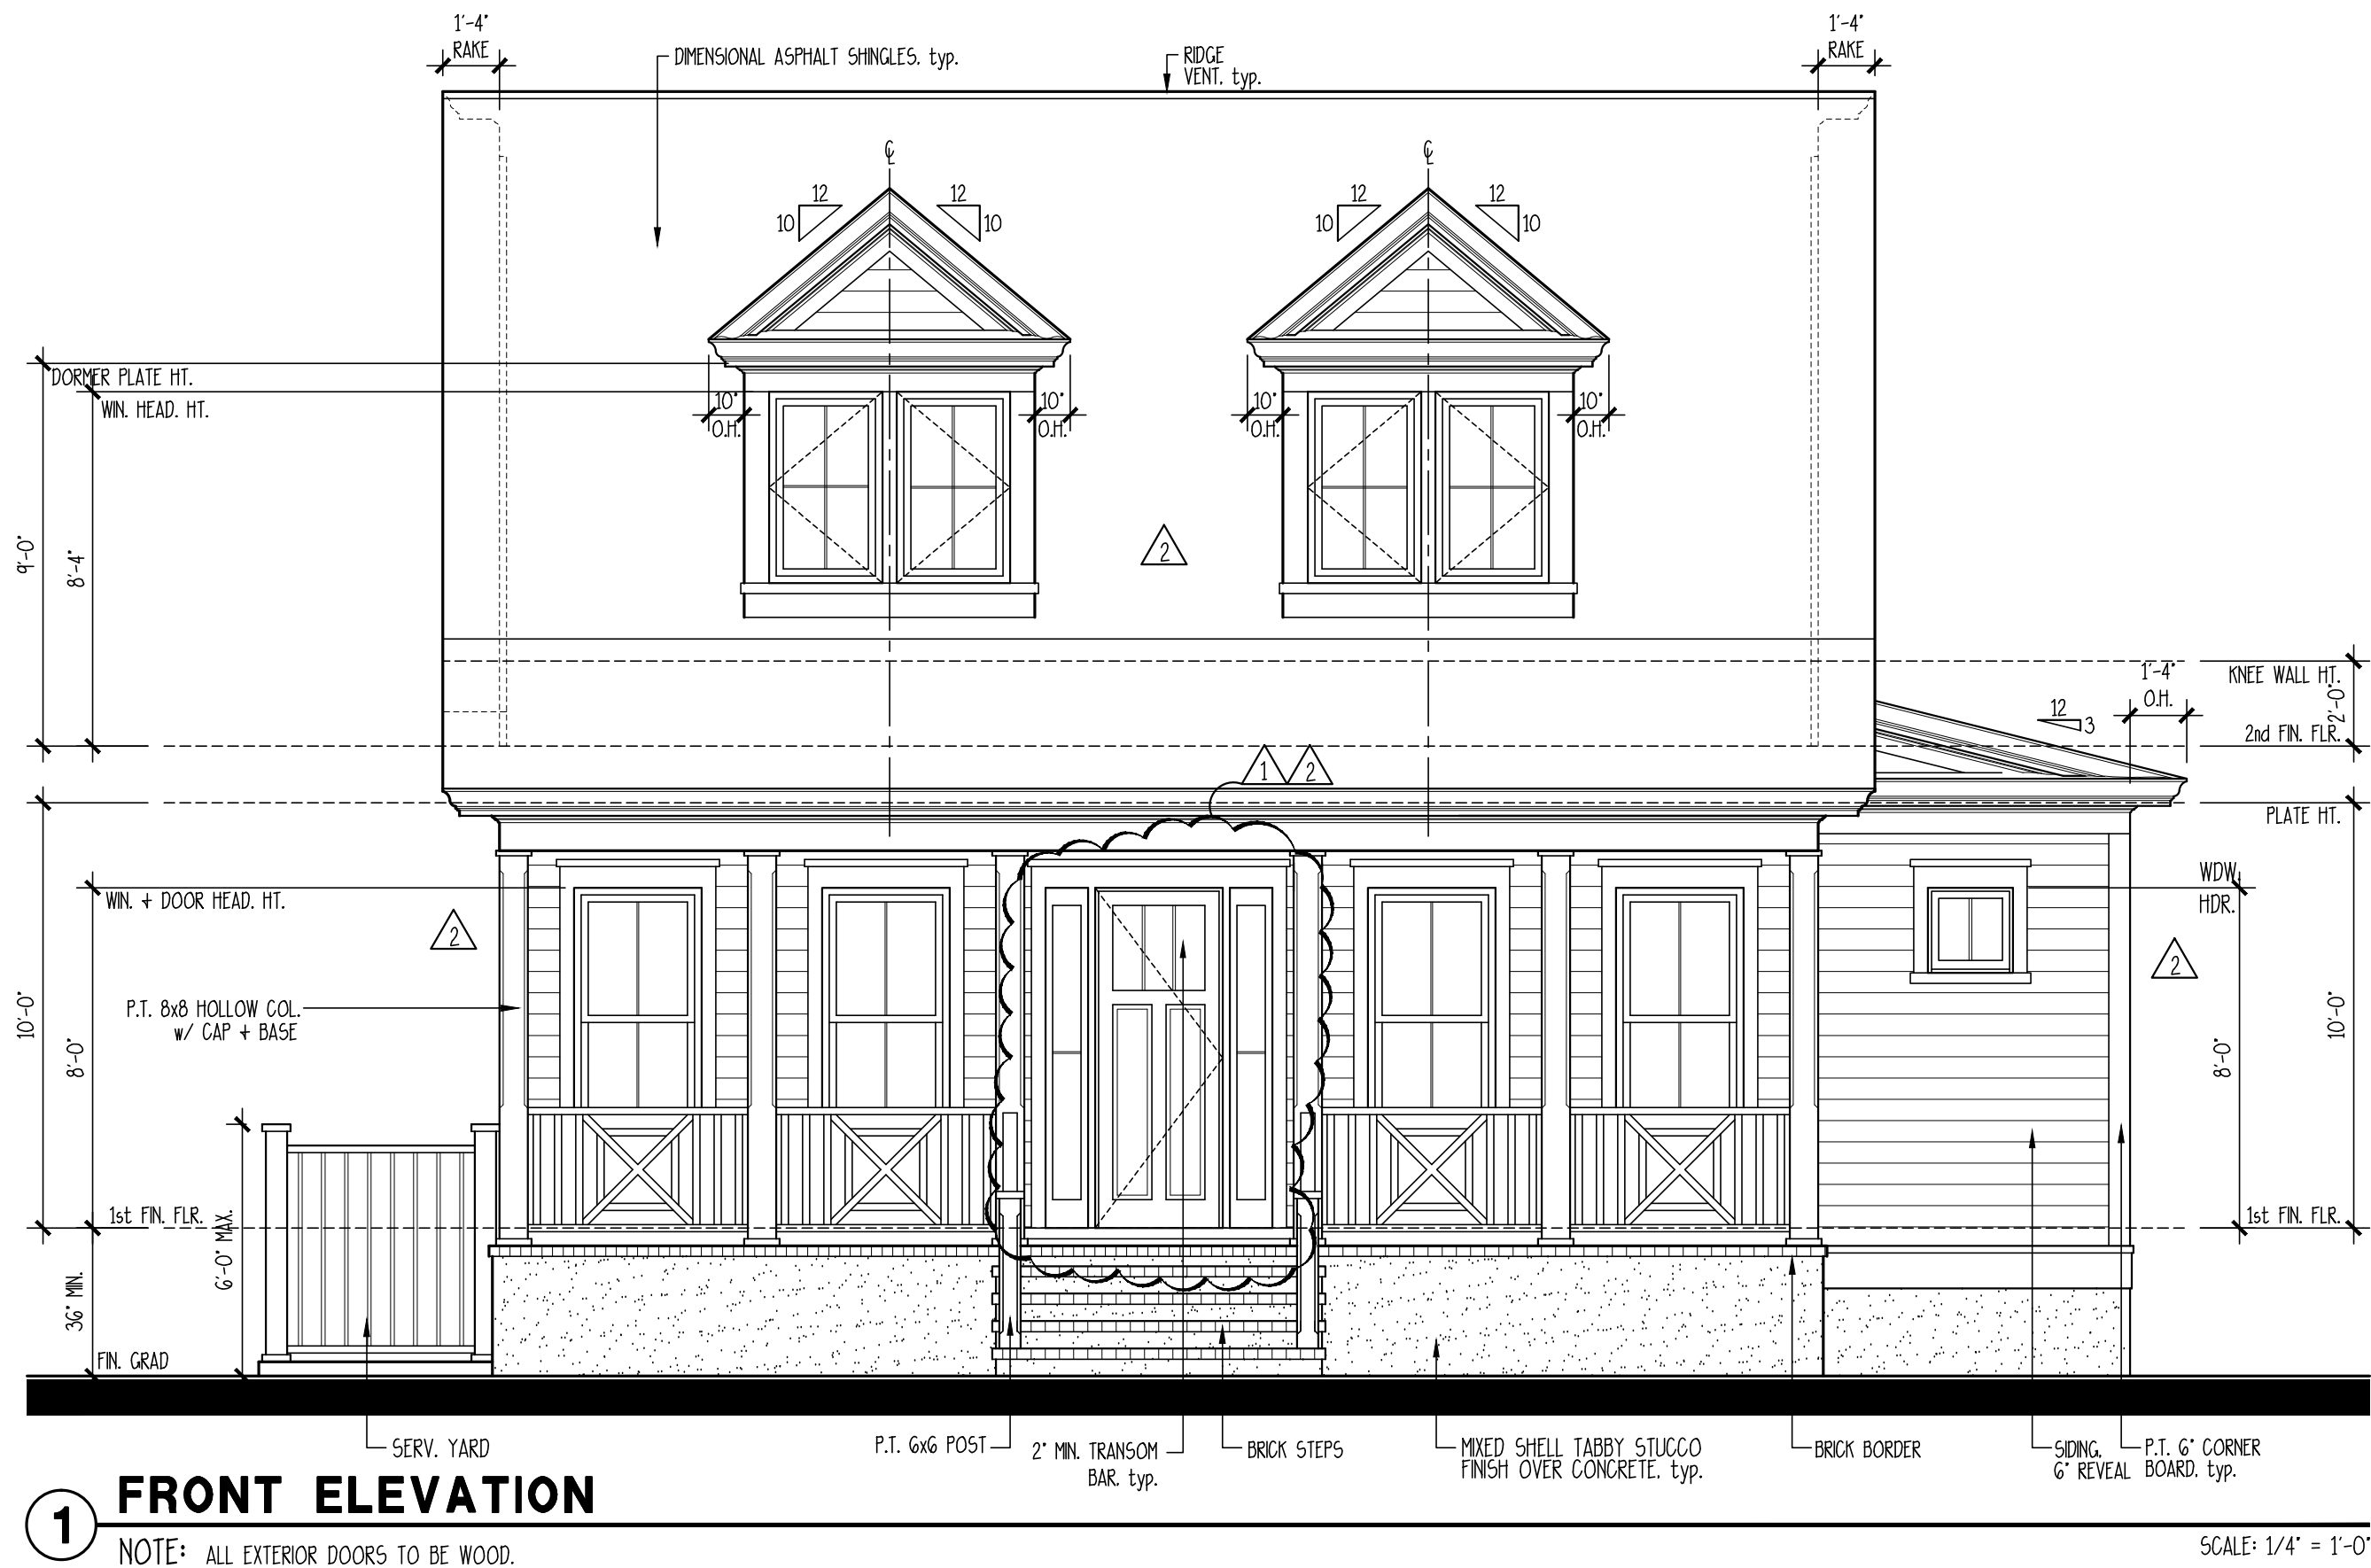 1'-4"
RAKE
DIMENSIONAL ASPHALT SHINGLES, typ.
RIDGE
VENT, typ.
1'-4"
RAKE
℄
℄
12
10
12
10
12
10
12
10
DORMER PLATE HT.
WIN. HEAD. HT.
10"
O.H.
10"
O.H.
10"
O.H.
10"
O.H.
9'-0"
8'-4"
2
KNEE WALL HT.
1'-4"
O.H.
2'-0"
12
3
2nd FIN. FLR.
1
2
PLATE HT.
WIN. + DOOR HEAD. HT.
WDW.
HDR.
2
2
P.T. 8x8 HOLLOW COL.
w/ CAP + BASE
10'-0"
8'-0"
8'-0"
10'-0"
1st FIN. FLR.
1st FIN. FLR.
6'-0" MAX.
36" MIN.
FIN. GRAD
SERV. YARD
P.T. 6x6 POST
2" MIN. TRANSOM
BAR, typ.
BRICK STEPS
MIXED SHELL TABBY STUCCO
FINISH OVER CONCRETE, typ.
BRICK BORDER
SIDING,
6" REVEAL
P.T. 6" CORNER
BOARD, typ.
1
FRONT ELEVATION
NOTE: ALL EXTERIOR DOORS TO BE WOOD.
SCALE: 1/4" = 1'-0"